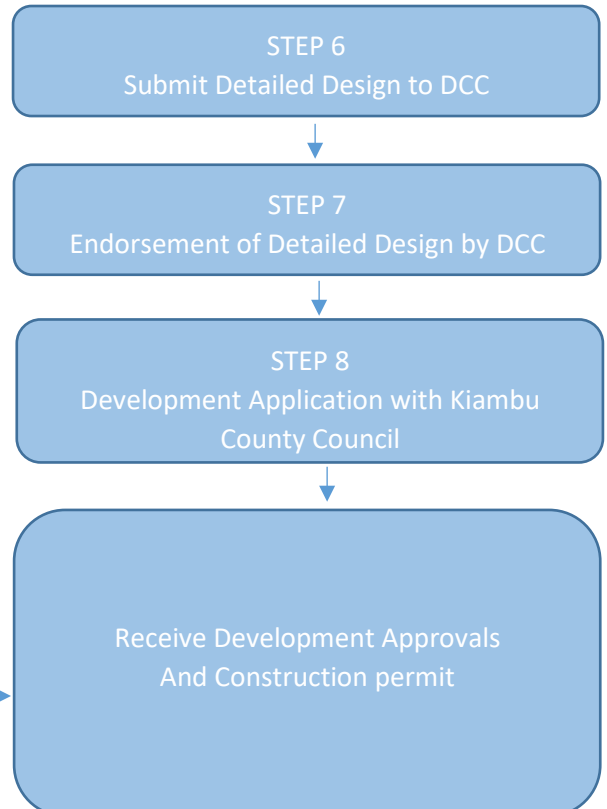 STEP 6
Submit Detailed Design to DCC
STEP 7
Endorsement of Detailed Design by DCC
STEP 8
Development Application with Kiambu
County Council
Receive Development Approvals
And Construction permit